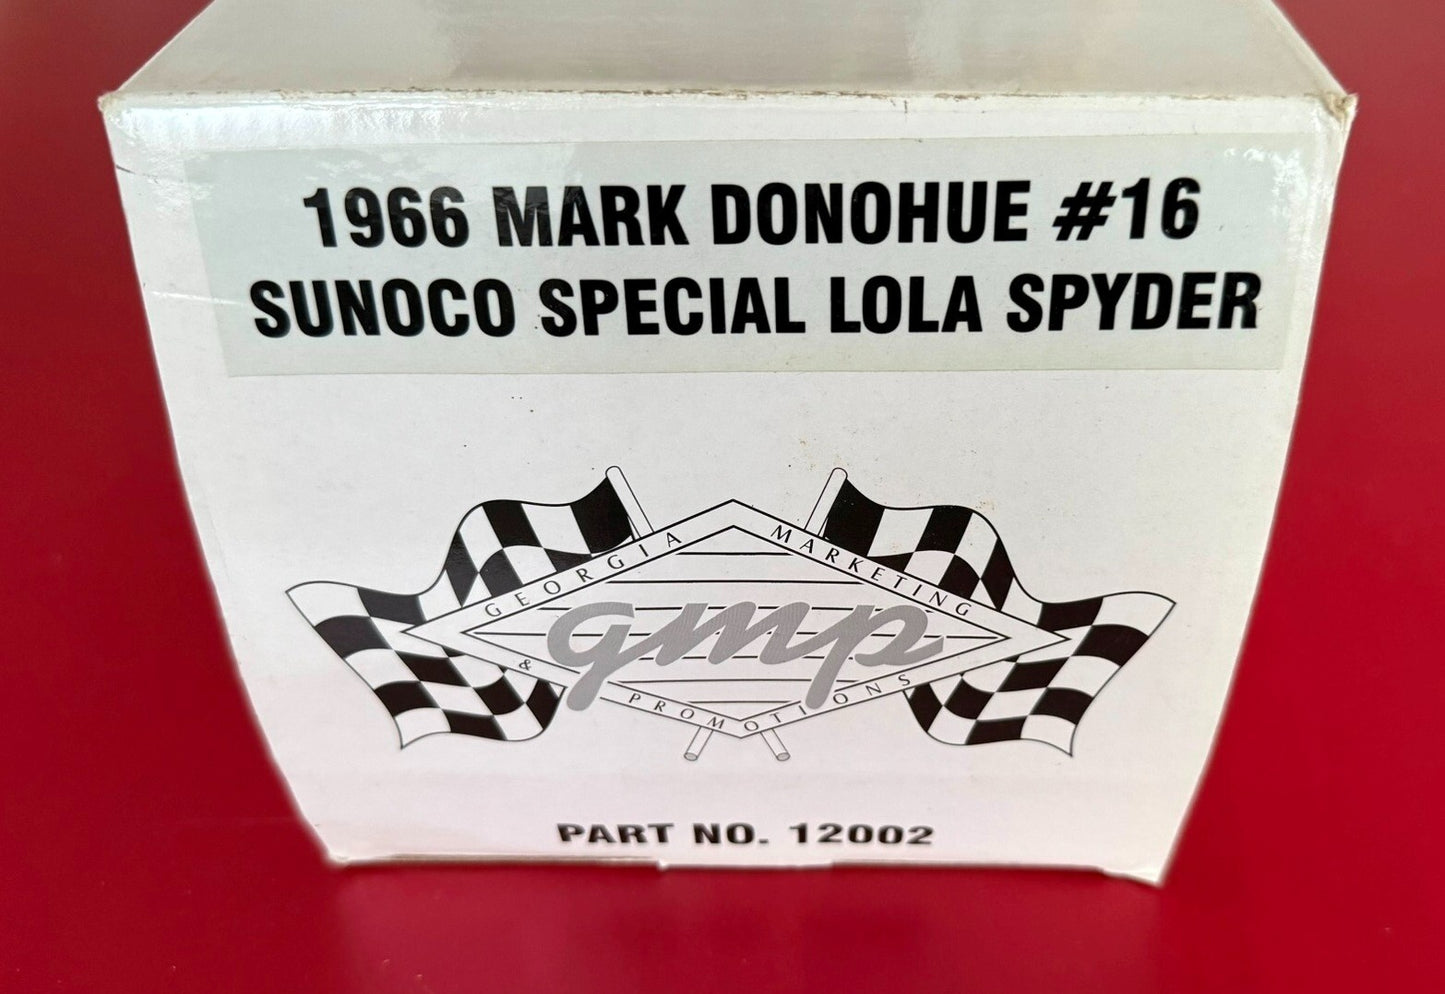 1966 MARK DONOHUE #16
SUNOCO SPECIAL LOLA SPYDER
GEORGIA MARKETING
gmp
& PROMOTIONS
PART NO. 12002